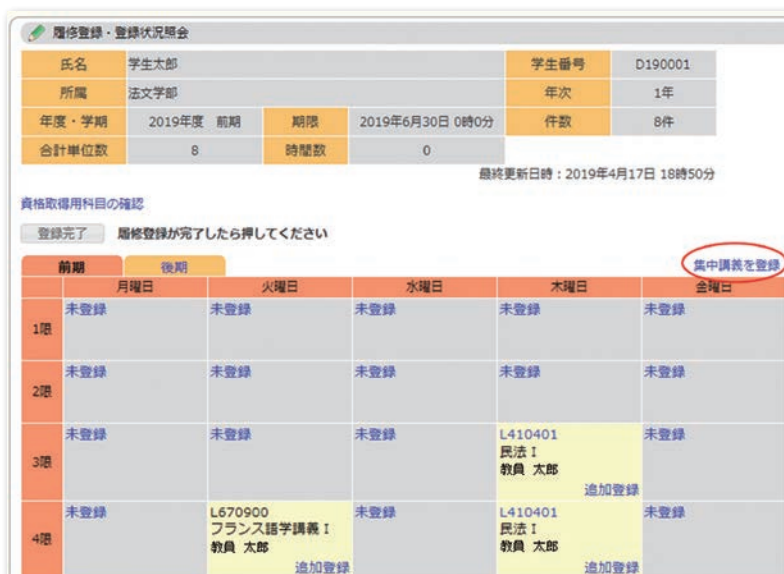 履修登録・登録状況照会
氏名 学生太郎 学生番号 D190001
所属 法文学部 年次 1年
年度・学期 2019年度 前期 期限 2019年6月30日 0時0分 件数 8件
合計単位数 8 時間数 0
最終更新日時：2019年4月17日 18時50分
資格取得用科目の確認
登録完了 履修登録が完了したら押してください
前期 後期 集中講義を登録
月曜日 火曜日 水曜日 木曜日 金曜日
1限 未登録 未登録 未登録 未登録 未登録
2限 未登録 未登録 未登録 未登録 未登録
3限 未登録 未登録 未登録 L410401 未登録
民法Ⅰ
教員 太郎
追加登録
4限 未登録 L670900 未登録 L410401 未登録
フランス語学講義Ⅰ 民法Ⅰ
教員 太郎 教員 太郎
追加登録 追加登録